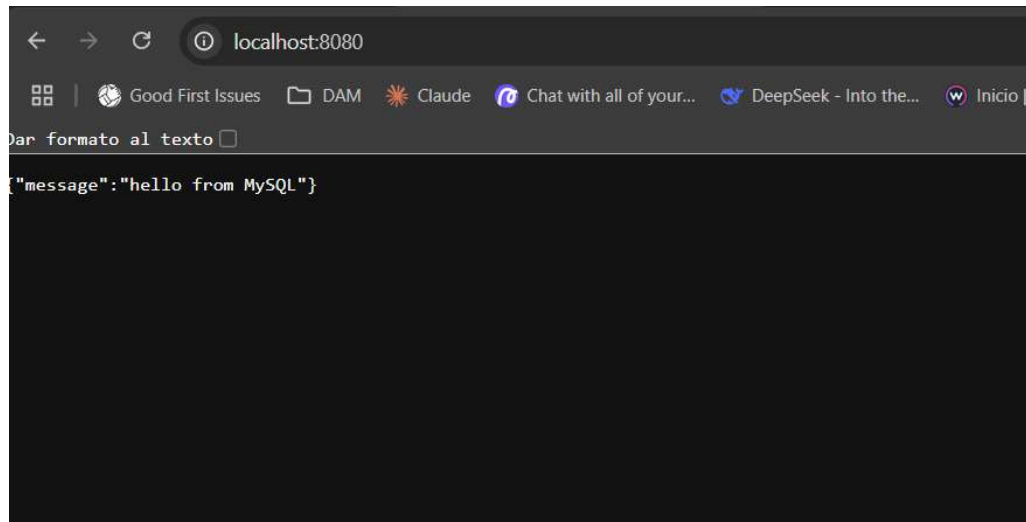 localhost:8080
Good First Issues DAM Claude Chat with all of your... DeepSeek - Into the... Inicio |
Dar formato al texto
{"message":"hello from MySQL"}